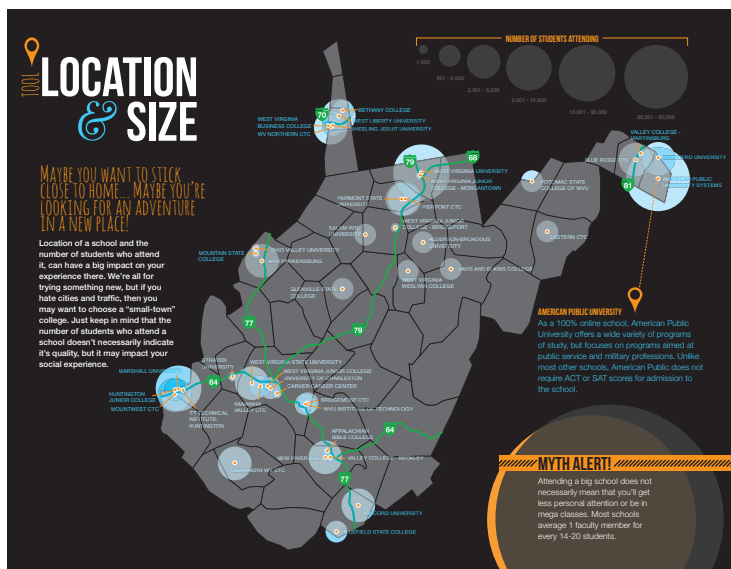 TOOL
LOCATION
& SIZE
MAYBE YOU WANT TO STICK
CLOSE TO HOME... MAYBE YOU'RE
LOOKING FOR AN ADVENTURE
IN A NEW PLACE!
Location of a school and the
number of students who attend
it, can have a big impact on your
experience there. We're all for
trying something new, but if you
hate cities and traffic, then you
may want to choose a "small-town"
college. Just keep in mind that the
number of students who attend a
school doesn't necessarily indicate
it's quality, but it may impact your
social experience.
NUMBER OF STUDENTS ATTENDING
1-500
501 - 2,000
2,001 - 5,000
5,001 - 15,000
15,001 - 30,000
30,001 - 60,000
70
BETHANY COLLEGE
WEST LIBERTY UNIVERSITY
WHEELING JESUIT UNIVERSITY
WEST VIRGINIA
BUSINESS COLLEGE
WV NORTHERN CTC
79
68
WEST VIRGINIA UNIVERSITY
WEST VIRGINIA JUNIOR
COLLEGE - MORGANTOWN
FAIRMONT STATE
UNIVERSITY
PIERPONT CTC
POTOMAC STATE
COLLEGE OF WVU
VALLEY COLLEGE -
MARTINSBURG
BLUE RIDGE CTC
SHEPHERD UNIVERSITY
AMERICAN PUBLIC
UNIVERSITY SYSTEMS
81
EASTERN CTC
SALEM INTL
UNIVERSITY
WEST VIRGINIA JUNIOR
COLLEGE - BRIDGEPORT
ALDERSON-BROADDUS
UNIVERSITY
DAVIS AND ELKINS COLLEGE
WEST VIRGINIA
WESLYAN COLLEGE
MOUNTAIN STATE
COLLEGE
OHIO VALLEY UNIVERSITY
WVU PARKERSBURG
GLENVILLE STATE
COLLEGE
77
79
AMERICAN PUBLIC UNIVERSITY
As a 100% online school, American Public
University offers a wide variety of programs
of study, but focuses on programs aimed at
public service and military professions. Unlike
most other schools, American Public does not
require ACT or SAT scores for admission to
the school.
MARSHALL UNIVERSITY
HUNTINGTON
JUNIOR COLLEGE
MOUNTWEST CTC
64
STRAYER
UNIVERSITY
WEST VIRGINIA STATE UNIVERSITY
WEST VIRGINIA JUNIOR COLLEGE
UNIVERSITY OF CHARLESTON
CARVER CAREER CENTER
KANAWHA
VALLEY CTC
ITT TECHNICAL
INSTITUTE-
HUNTINGTON
BRIDGEMONT CTC
WVU INSTITUTE OF TECHNOLOGY
APPALACHIAN
BIBLE COLLEGE
64
NEW RIVER CTC
VALLEY COLLEGE - BECKLEY
SOUTHERN WV CTC
77
CONCORD UNIVERSITY
BLUEFIELD STATE COLLEGE
MYTH ALERT!
Attending a big school does not
necessarily mean that you'll get
less personal attention or be in
mega classes. Most schools
average 1 faculty member for
every 14-20 students.